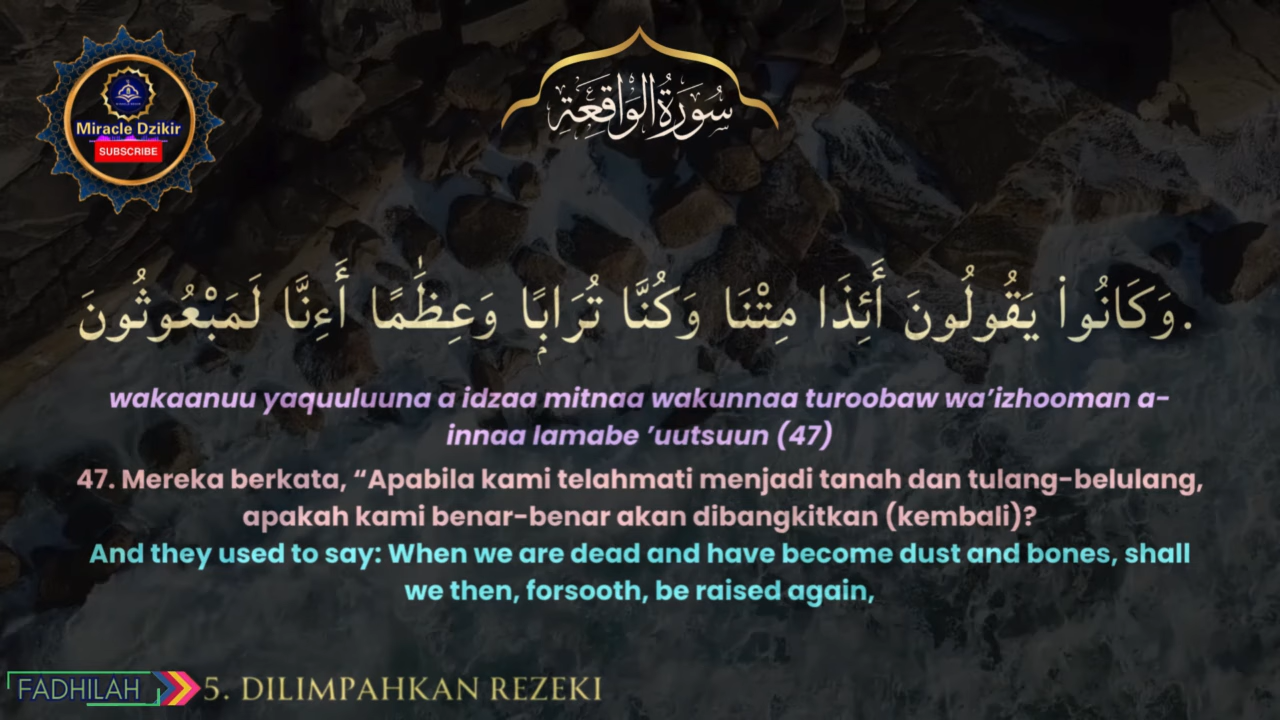 Miracle Dzikir
SUBSCRIBE
سُورَةُ الْوَاقِعَةِ
وَكَانُوا۟ يَقُولُونَ أَئِذَا مِتْنَا وَكُنَّا تُرَابًۭا وَعِظَٰمًا أَءِنَّا لَمَبْعُوثُونَ.
wakaanuu yaquuluuna a idzaa mitnaa wakunnaa turoobaw wa’izhooman a-
innaa lamabe ’uutsuun (47)
47. Mereka berkata, “Apabila kami telahmati menjadi tanah dan tulang-belulang,
apakah kami benar-benar akan dibangkitkan (kembali)?
And they used to say: When we are dead and have become dust and bones, shall
we then, forsooth, be raised again,
FADHILAH 5. DILIMPAHKAN REZEKI